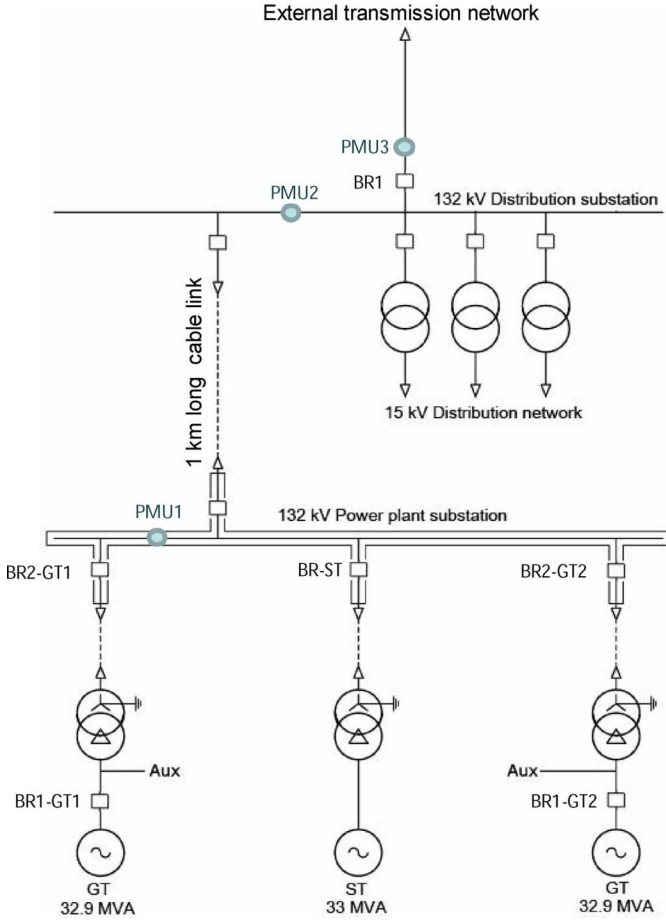 External transmission network
PMU3
BR1
PMU2
132 kV Distribution substation
1 km long cable link
15 kV Distribution network
PMU1
132 kV Power plant substation
BR2-GT1
BR-ST
BR2-GT2
Aux
Aux
BR1-GT1
BR1-GT2
GT
32.9 MVA
ST
33 MVA
GT
32.9 MVA